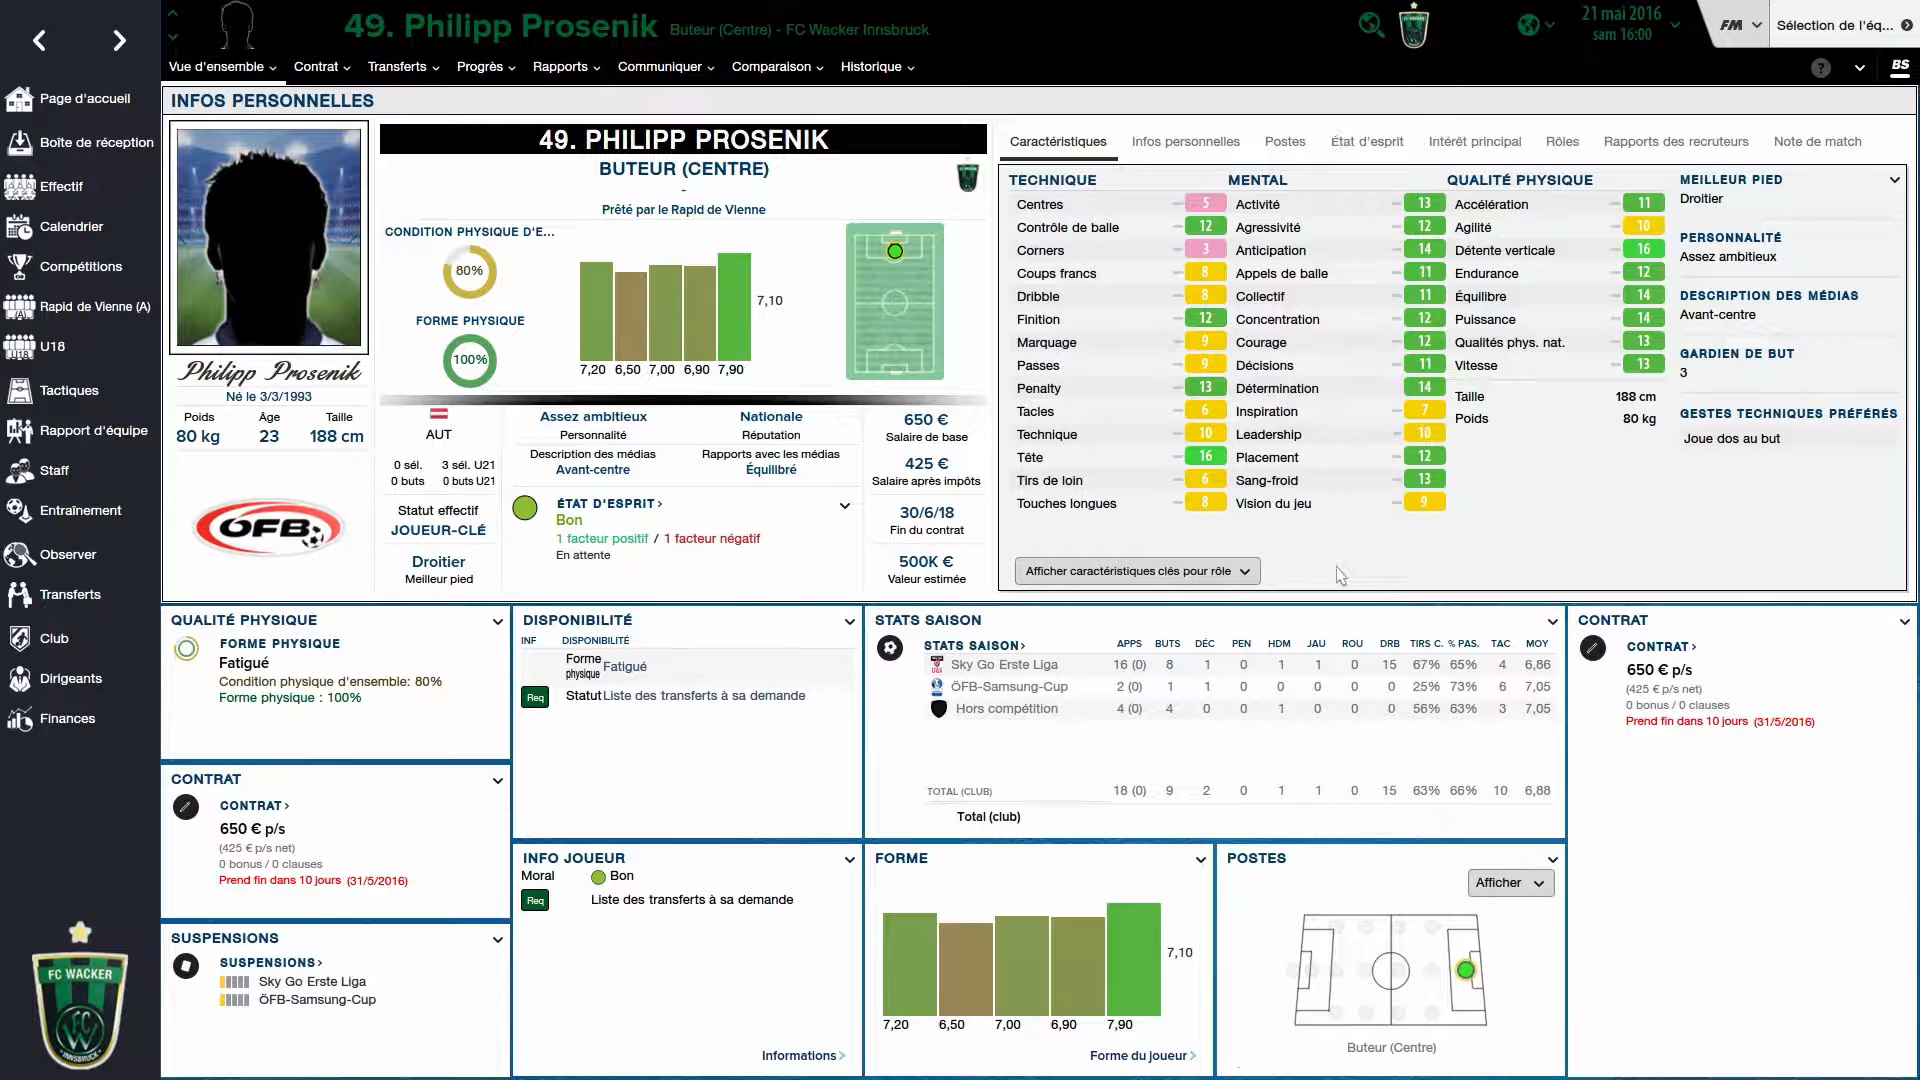 49. Philipp Prosenik Buteur (Centre) - FC Wacker Innsbruck
21 mai 2016
sam 16:00
FM
Sélection de l'éq...
Vue d'ensemble Contrat Transferts Progrès Rapports Communiquer Comparaison Historique
? BS
Page d'accueil
Boîte de réception
Effectif
Calendrier
Compétitions
Rapid de Vienne (A)
U18
Tactiques
Rapport d'équipe
Staff
Entraînement
Observer
Transferts
Club
Dirigeants
Finances
FC WACKER
INNSBRUCK
INFOS PERSONNELLES
Philipp Prosenik
Né le 3/3/1993
Poids Âge Taille
80 kg 23 188 cm
ÖFB
49. PHILIPP PROSENIK
BUTEUR (CENTRE)
-
Prêté par le Rapid de Vienne
CONDITION PHYSIQUE D'E...
80%
FORME PHYSIQUE
100%
7,10
7,20 6,50 7,00 6,90 7,90
AUT
0 sél. 3 sél. U21
0 buts 0 buts U21
Statut effectif
JOUEUR-CLÉ
Droitier
Meilleur pied
Assez ambitieux Nationale
Personnalité Réputation
Description des médias Rapports avec les médias
Avant-centre Équilibré
ÉTAT D'ESPRIT>
Bon
1 facteur positif / 1 facteur négatif
En attente
650 €
Salaire de base
425 €
Salaire après impôts
30/6/18
Fin du contrat
500K €
Valeur estimée
Caractéristiques Infos personnelles Postes État d'esprit Intérêt principal Rôles Rapports des recruteurs Note de match
TECHNIQUE MENTAL QUALITÉ PHYSIQUE
Centres 5 Activité 13 Accélération 11
Contrôle de balle 12 Agressivité 12 Agilité 10
Corners 3 Anticipation 14 Détente verticale 16
Coups francs 8 Appels de balle 11 Endurance 12
Dribble 8 Collectif 11 Équilibre 14
Finition 12 Concentration 12 Puissance 14
Marquage 9 Courage 12 Qualités phys. nat. 13
Passes 9 Décisions 11 Vitesse 13
Penalty 13 Détermination 14
Taille 188 cm
Tacles 6 Inspiration 7
Poids 80 kg
Technique 10 Leadership 10
Tête 16 Placement 12
Tirs de loin 6 Sang-froid 13
Touches longues 8 Vision du jeu 9
Afficher caractéristiques clés pour rôle
MEILLEUR PIED
Droitier
PERSONNALITÉ
Assez ambitieux
DESCRIPTION DES MÉDIAS
Avant-centre
GARDIEN DE BUT
3
GESTES TECHNIQUES PRÉFÉRÉS
Joue dos au but
QUALITÉ PHYSIQUE
FORME PHYSIQUE
Fatigué
Condition physique d'ensemble: 80%
Forme physique : 100%
CONTRAT
CONTRAT>
650 € p/s
(425 € p/s net)
0 bonus / 0 clauses
Prend fin dans 10 jours (31/5/2016)
SUSPENSIONS
SUSPENSIONS>
Sky Go Erste Liga
ÖFB-Samsung-Cup
DISPONIBILITÉ
INF DISPONIBILITÉ
Forme physique Fatigué
Req Statut Liste des transferts à sa demande
INFO JOUEUR
Moral Bon
Req Liste des transferts à sa demande
Informations>
STATS SAISON
STATS SAISON> APPS BUTS DÉC PEN HDM JAU ROU DRB TIRS C. % PAS. TAC MOY
Sky Go Erste Liga 16 (0) 8 1 0 1 1 0 15 67% 65% 4 6,86
ÖFB-Samsung-Cup 2 (0) 1 1 0 0 0 0 0 25% 73% 6 7,05
Hors compétition 4 (0) 4 0 0 1 0 0 0 56% 63% 3 7,05
TOTAL (CLUB) 18 (0) 9 2 0 1 1 0 15 63% 66% 10 6,88
Total (club)
FORME
7,10
7,20 6,50 7,00 6,90 7,90
Forme du joueur>
POSTES
Afficher
Buteur (Centre)
CONTRAT
CONTRAT>
650 € p/s
(425 € p/s net)
0 bonus / 0 clauses
Prend fin dans 10 jours (31/5/2016)